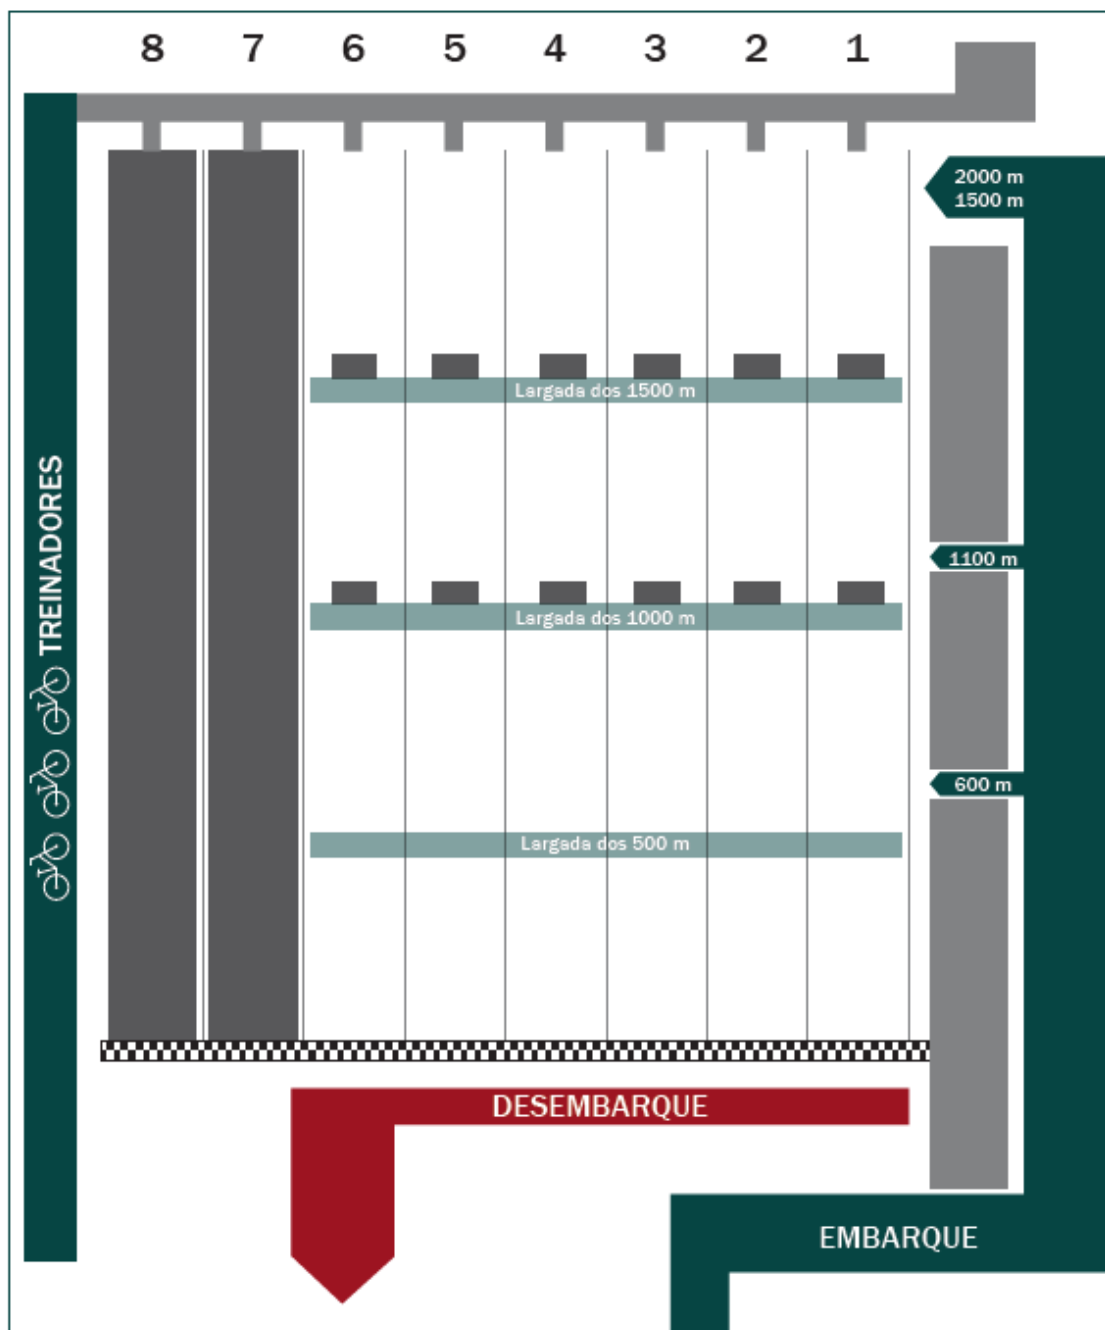 8 7 6 5 4 3 2 1
2000 m
1500 m
Largada dos 1500 m
TREINADORES
1100 m
Largada dos 1000 m
600 m
Largada dos 500 m
DESEMBARQUE
EMBARQUE